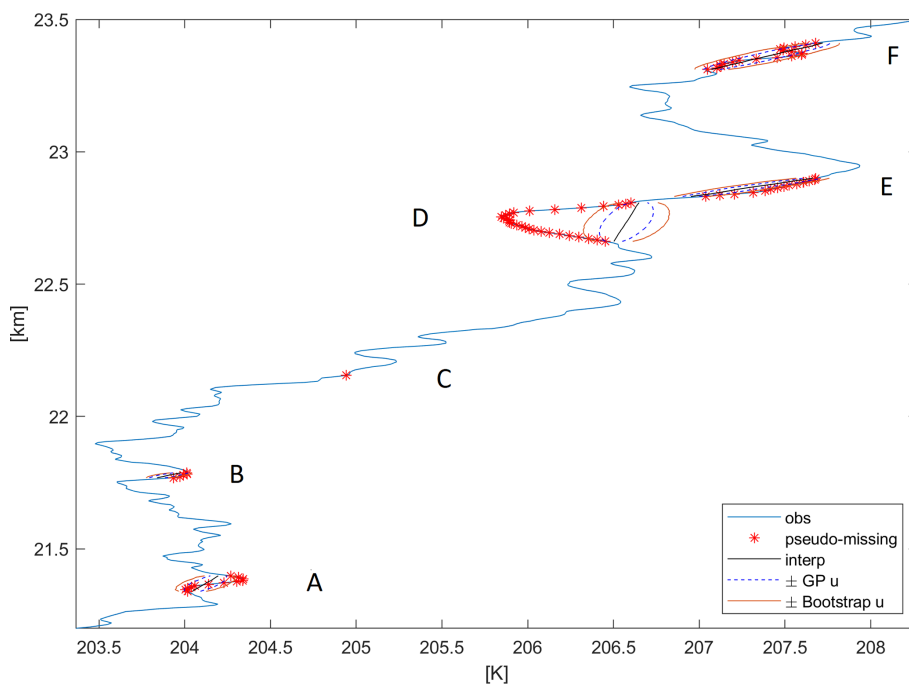 23.5
F
23
E
D
22.5
[km]
C
22
B
21.5
A
obs
pseudo-missing
interp
± GP u
± Bootstrap u
203.5 204 204.5 205 205.5 206 206.5 207 207.5 208
[K]